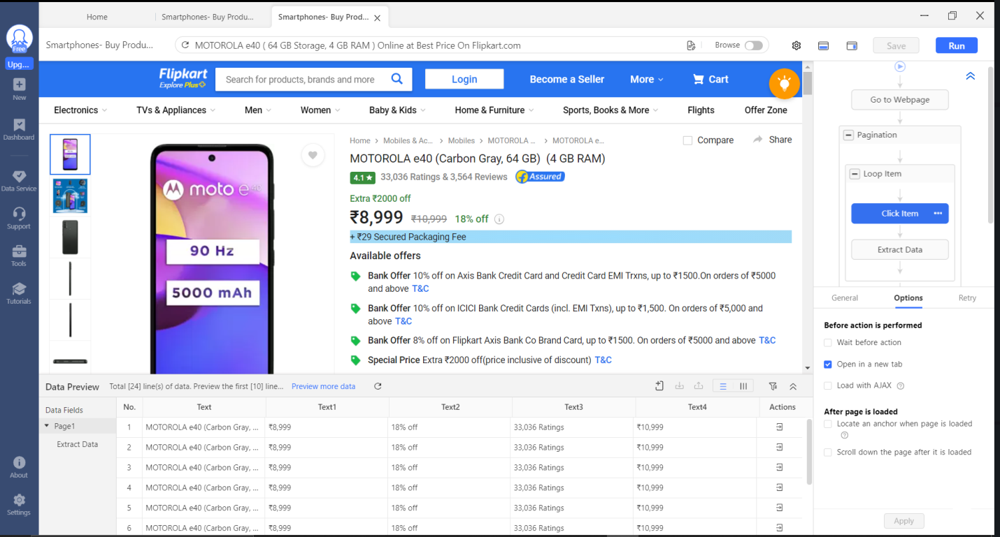 Home
Smartphones- Buy Produ...
Smartphones- Buy Prod...
Free
Upg...
New
Dashboard
Data Service
Support
Tools
Tutorials
About
Settings
Smartphones- Buy Produ...
MOTOROLA e40 ( 64 GB Storage, 4 GB RAM ) Online at Best Price On Flipkart.com
Browse
Save
Run
Flipkart
Explore Plus
Search for products, brands and more
Login
Become a Seller
More
Cart
Electronics
TVs & Appliances
Men
Women
Baby & Kids
Home & Furniture
Sports, Books & More
Flights
Offer Zone
moto e40
90 Hz
5000 mAh
Home > Mobiles & Ac... > Mobiles > MOTOROLA ... > MOTOROLA e...
Compare
Share
MOTOROLA e40 (Carbon Gray, 64 GB) (4 GB RAM)
4.1 ★ 33,036 Ratings & 3,564 Reviews Assured
Extra ₹2000 off
₹8,999 ₹10,999 18% off
+ ₹29 Secured Packaging Fee
Available offers
Bank Offer 10% off on Axis Bank Credit Card and Credit Card EMI Trxns, up to ₹1500.On orders of ₹5000
and above T&C
Bank Offer 10% off on ICICI Bank Credit Cards (incl. EMI Txns), up to ₹1,500. On orders of ₹5,000 and
above T&C
Bank Offer 8% off on Flipkart Axis Bank Co Brand Card, up to ₹1500. On orders of ₹5000 and above T&C
Special Price Extra ₹2000 off(price inclusive of discount) T&C
Go to Webpage
Pagination
Loop Item
Click Item
Extract Data
General
Options
Retry
Before action is performed
Wait before action
Open in a new tab
Load with AJAX
After page is loaded
Locate an anchor when page is loaded
Scroll down the page after it is loaded
Apply
Data Preview Total [24] line(s) of data. Preview the first [10] line... Preview more data
Data Fields
Page1
Extract Data
No. Text Text1 Text2 Text3 Text4 Actions
1 MOTOROLA e40 (Carbon Gray, ... ₹8,999 18% off 33,036 Ratings ₹10,999
2 MOTOROLA e40 (Carbon Gray, ... ₹8,999 18% off 33,036 Ratings ₹10,999
3 MOTOROLA e40 (Carbon Gray, ... ₹8,999 18% off 33,036 Ratings ₹10,999
4 MOTOROLA e40 (Carbon Gray, ... ₹8,999 18% off 33,036 Ratings ₹10,999
5 MOTOROLA e40 (Carbon Gray, ... ₹8,999 18% off 33,036 Ratings ₹10,999
6 MOTOROLA e40 (Carbon Gray, ... ₹8,999 18% off 33,036 Ratings ₹10,999